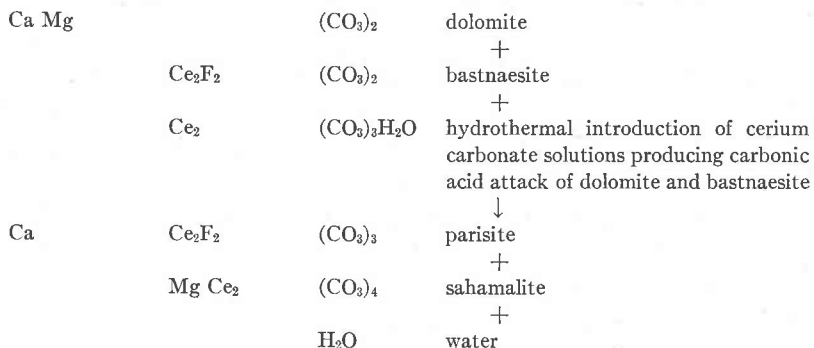 Ca Mg (CO₃)₂ dolomite
+
Ce₂F₂ (CO₃)₂ bastnaesite
+
Ce₂ (CO₃)₃H₂O hydrothermal introduction of cerium
carbonate solutions producing carbonic
acid attack of dolomite and bastnaesite
↓
Ca Ce₂F₂ (CO₃)₃ parisite
+
Mg Ce₂ (CO₃)₄ sahamalite
+
H₂O water